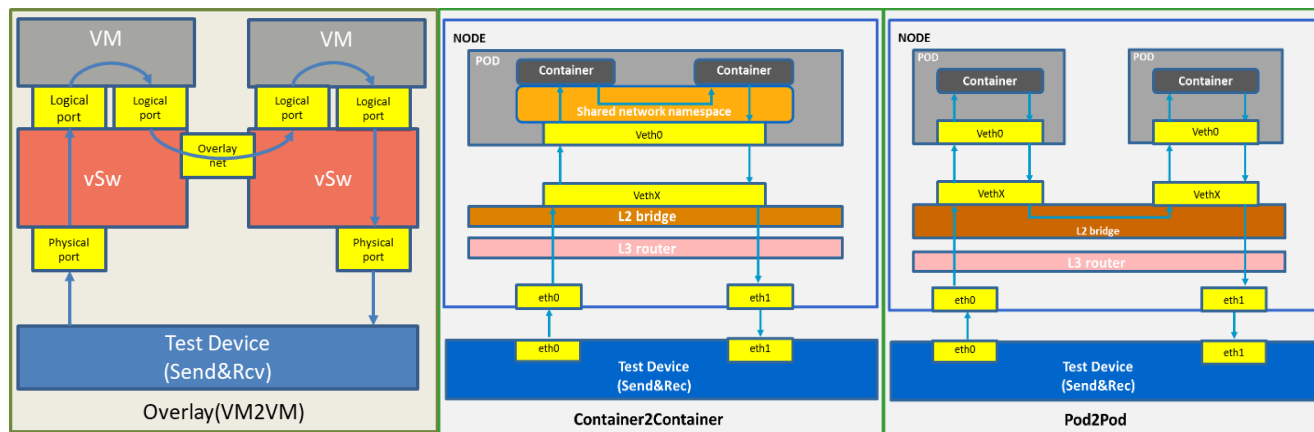 VM
VM
Logical
port
Logical
port
Logical
port
Logical
port
Overlay
net
vSw
vSw
Physical
port
Physical
port
Test Device
(Send&Rcv)
Overlay(VM2VM)
NODE
POD
Container
Container
Shared network namespace
Veth0
VethX
L2 bridge
L3 router
eth0
eth1
eth0
eth1
Test Device
(Send&Rec)
Container2Container
NODE
POD
POD
Container
Container
Veth0
Veth0
VethX
VethX
L2 bridge
L3 router
eth0
eth1
eth0
eth1
Test Device
(Send&Rec)
Pod2Pod